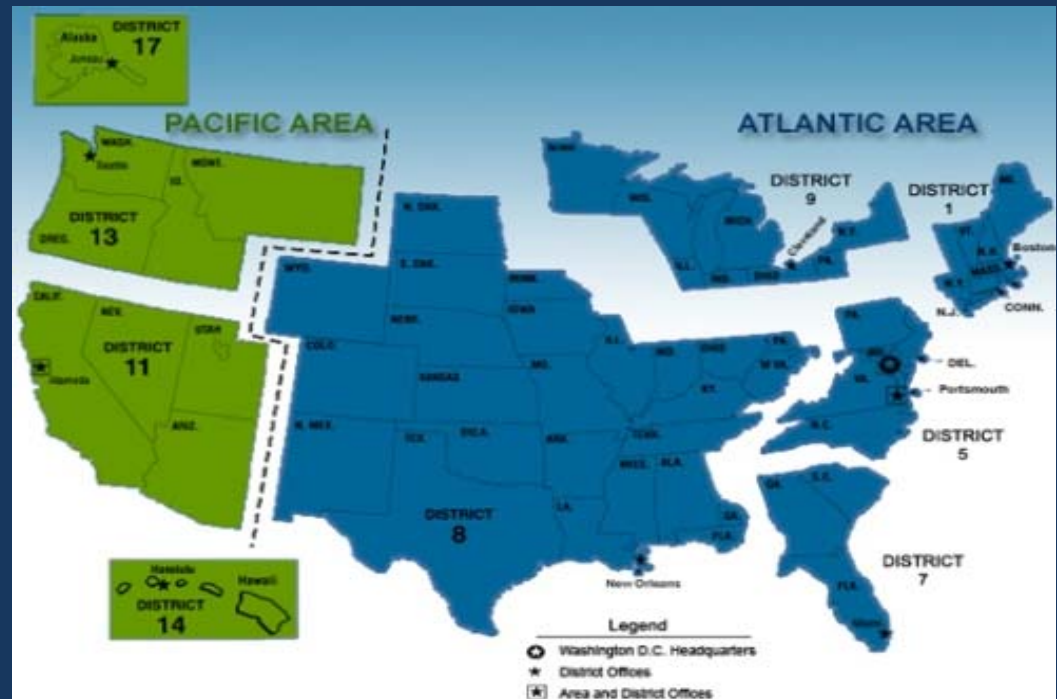 DISTRICT
17
Alaska
Juneau
PACIFIC AREA
ATLANTIC AREA
WASH.
Seattle
MONT.
ID.
DISTRICT
13
OREG.
CALIF.
NEV.
UTAH
DISTRICT
11
Alameda
ARIZ.
Honolulu
Hawaii
DISTRICT
14
N. DAK.
S. DAK.
WYO.
NEBR.
COLO.
KANSAS
N. MEX.
TEX.
OKLA.
DISTRICT
8
MINN.
IOWA
MO.
ARK.
LA.
ILL.
IND.
OHIO
PA.
W VA.
KY.
TENN.
MISS.
ALA.
GA.
FLA.
New Orleans
MINN.
WIS.
MICH.
ILL.
IND.
OHIO
Cleveland
PA.
N.Y.
DISTRICT
9
DISTRICT
1
ME.
VT.
N.H.
Boston
MASS.
N.Y.
N.J.
CONN.
PA.
MD.
DEL.
VA.
Portsmouth
N.C.
DISTRICT
5
GA.
S.C.
FLA.
Miami
DISTRICT
7
Legend
Washington D.C. Headquarters
District Offices
Area and District Offices